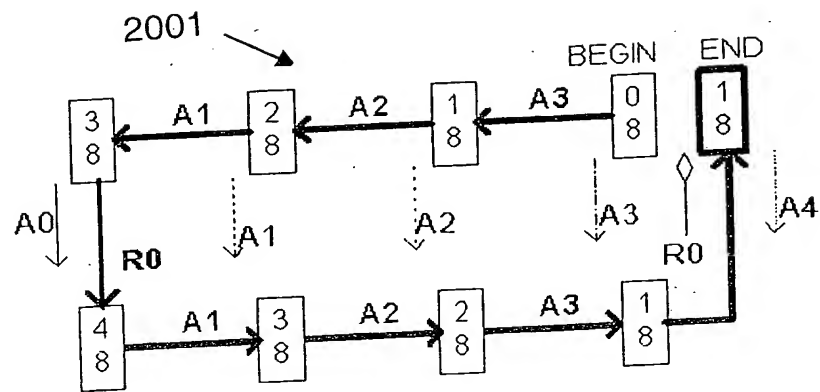 2001
BEGIN END
3 A1 2 A2 1 A3 0 1
8 8 8 8 8
A0 R0 A1 A2 A3 R0 A4
4 A1 3 A2 2 A3 1
8 8 8 8